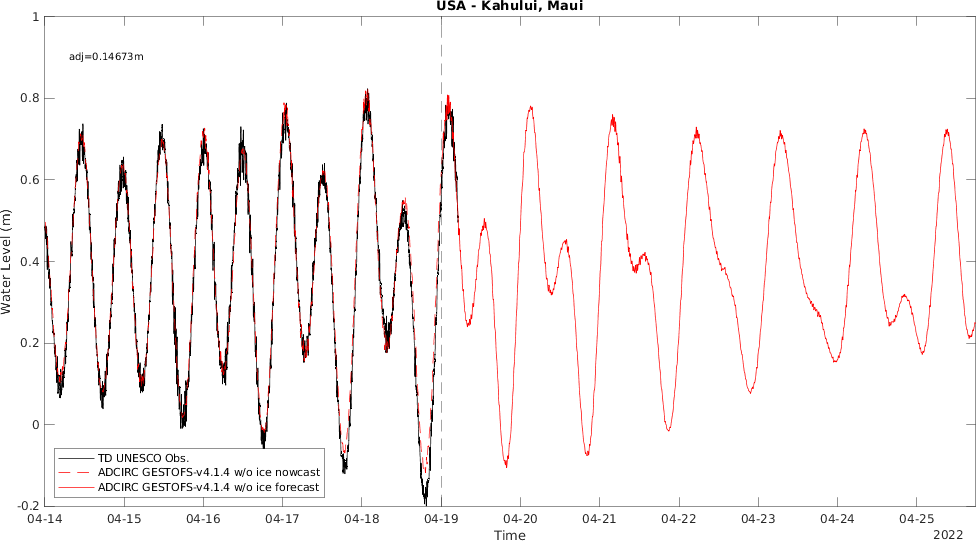 USA - Kahului, Maui
1
adj=0.14673m
0.8
0.6
0.4
0.2
0
-0.2
Water Level (m)
TD UNESCO Obs.
ADCIRC GESTOFS-v4.1.4 w/o ice nowcast
ADCIRC GESTOFS-v4.1.4 w/o ice forecast
04-14 04-15 04-16 04-17 04-18 04-19 04-20 04-21 04-22 04-23 04-24 04-25
Time
2022